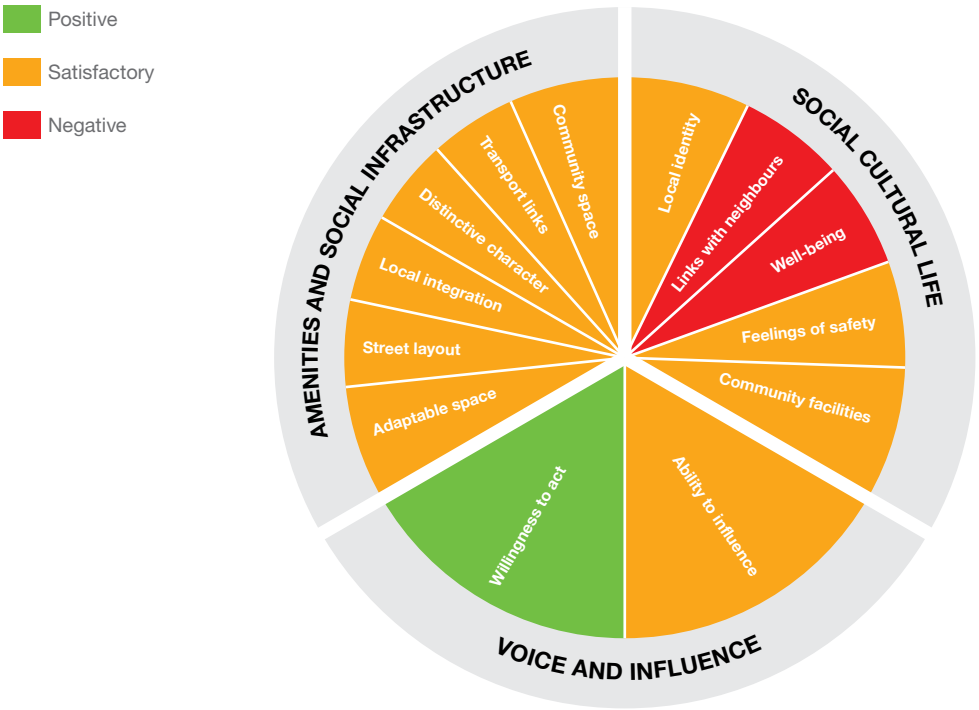 Positive
Satisfactory
Negative
AMENITIES AND SOCIAL INFRASTRUCTURE
Community space
Transport links
Distinctive character
Local integration
Street layout
Adaptable space
SOCIAL CULTURAL LIFE
Local identity
Links with neighbours
Well-being
Feelings of safety
Community facilities
VOICE AND INFLUENCE
Willingness to act
Ability to influence